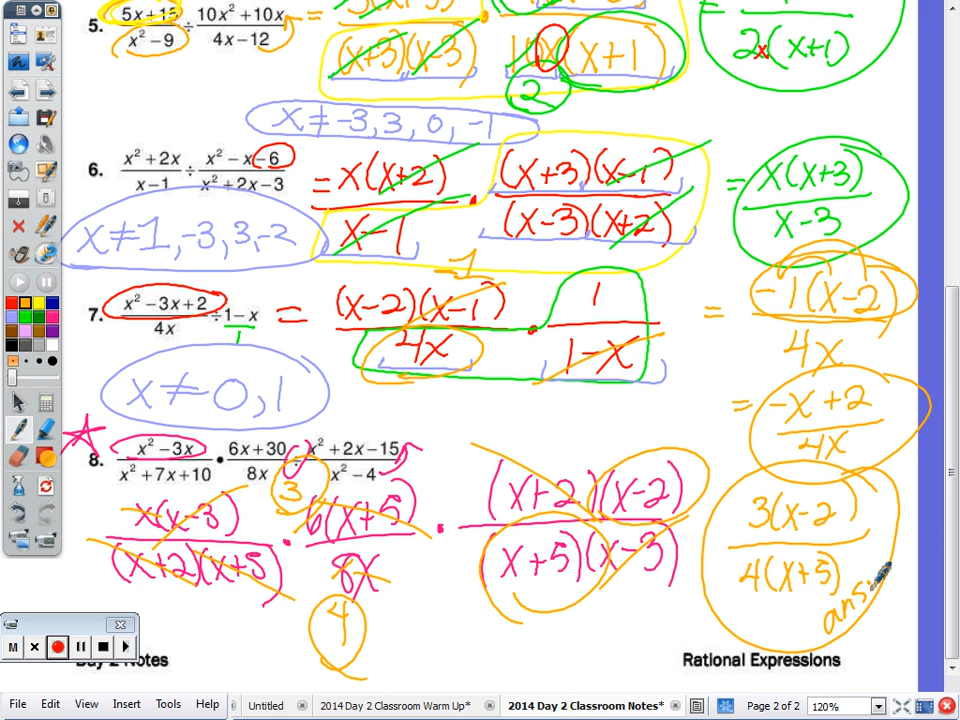 5. (5x + 15)/(x² − 9) ÷ (10x² + 10x)/(4x − 12) =
(x+3)(x-3) 10x(x+1)
2
2x(x+1)
x ≠ -3, 3, 0, -1
6. (x² + 2x)/(x − 1) ÷ (x² − x − 6)/(x² + 2x − 3) = x(x+2)/(x-1) · (x+3)(x-1)/((x-3)(x+2)) = x(x+3)/(x-3)
x ≠ 1, -3, 3, -2
-1
7. (x² − 3x + 2)/(4x) ÷ (1 − x)/1 = (x-2)(x-1)/(4x) · 1/(1-x) = -1(x-2)/(4x)
x ≠ 0, 1
= (-x+2)/(4x)
8. (x² − 3x)/(x² + 7x + 10) • (6x + 30)/(8x) ÷ (x² + 2x − 15)/(x² − 4)
3
x(x-3)/((x+2)(x+5)) · 6(x+5)/(8x) · (x+2)(x-2)/((x+5)(x-3))
4
3(x-2)/(4(x+5))
ans
Day 2 Notes Rational Expressions
M
File Edit View Insert Tools Help Untitled 2014 Day 2 Classroom Warm Up* 2014 Day 2 Classroom Notes* Page 2 of 2 120%